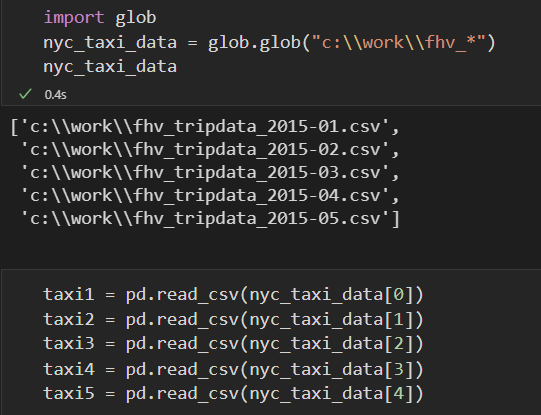 import glob
nyc_taxi_data = glob.glob("c:\\work\\fhv_*")
nyc_taxi_data
✓ 0.4s
['c:\\work\\fhv_tripdata_2015-01.csv',
'c:\\work\\fhv_tripdata_2015-02.csv',
'c:\\work\\fhv_tripdata_2015-03.csv',
'c:\\work\\fhv_tripdata_2015-04.csv',
'c:\\work\\fhv_tripdata_2015-05.csv']
taxi1 = pd.read_csv(nyc_taxi_data[0])
taxi2 = pd.read_csv(nyc_taxi_data[1])
taxi3 = pd.read_csv(nyc_taxi_data[2])
taxi4 = pd.read_csv(nyc_taxi_data[3])
taxi5 = pd.read_csv(nyc_taxi_data[4])